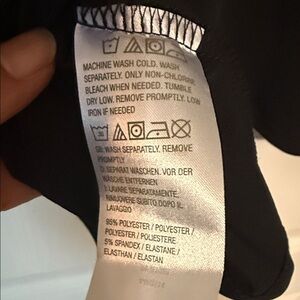 MACHINE WASH COLD. WASH
SEPARATELY. ONLY NON-CHLORINE
BLEACH WHEN NEEDED. TUMBLE
DRY LOW. REMOVE PROMPTLY. LOW
IRON IF NEEDED
GB: WASH SEPARATELY. REMOVE
PROMPTLY
DI: SEPARAT WASCHEN. VOR DER
WÄSCHE ENTFERNEN
I: LAVARE SEPARATAMENTE.
RIMUOVERE SUBITO DOPO IL
LAVAGGIO
95% POLYESTER / POLYESTER /
POLYESTER / POLIESTERE
5% SPANDEX / ELASTANE /
ELASTHAN / ELASTAN